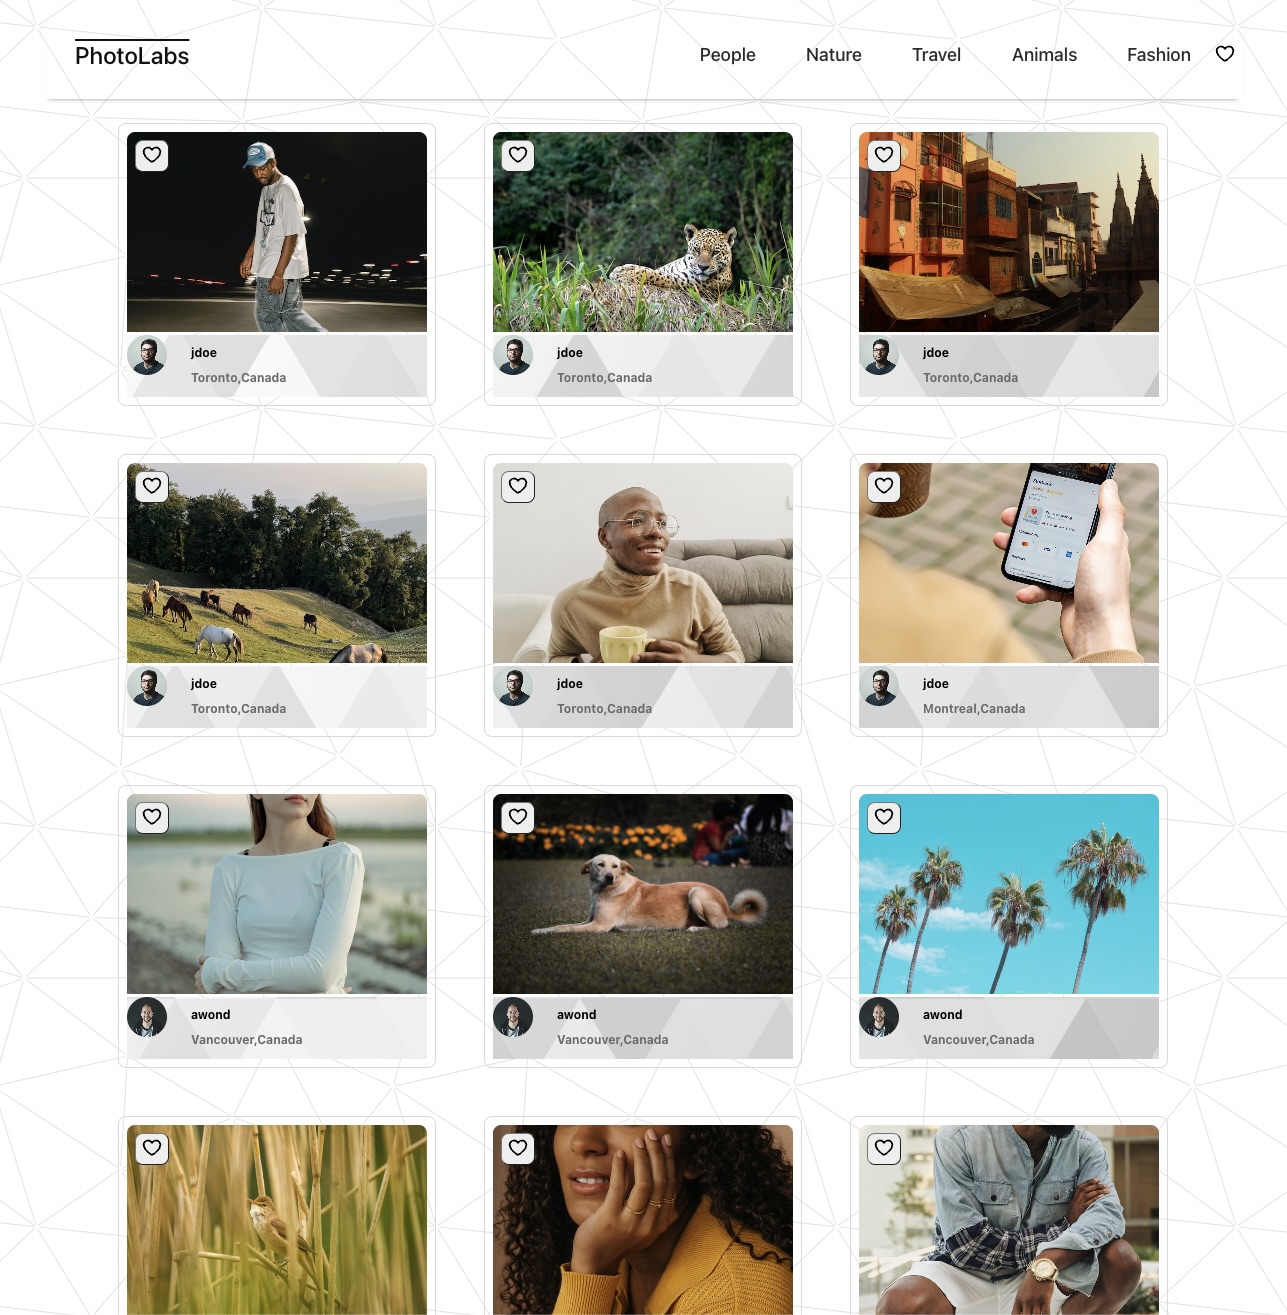 PhotoLabs
People Nature Travel Animals Fashion
jdoe
Toronto,Canada
jdoe
Toronto,Canada
jdoe
Toronto,Canada
jdoe
Toronto,Canada
jdoe
Toronto,Canada
jdoe
Montreal,Canada
awond
Vancouver,Canada
awond
Vancouver,Canada
awond
Vancouver,Canada